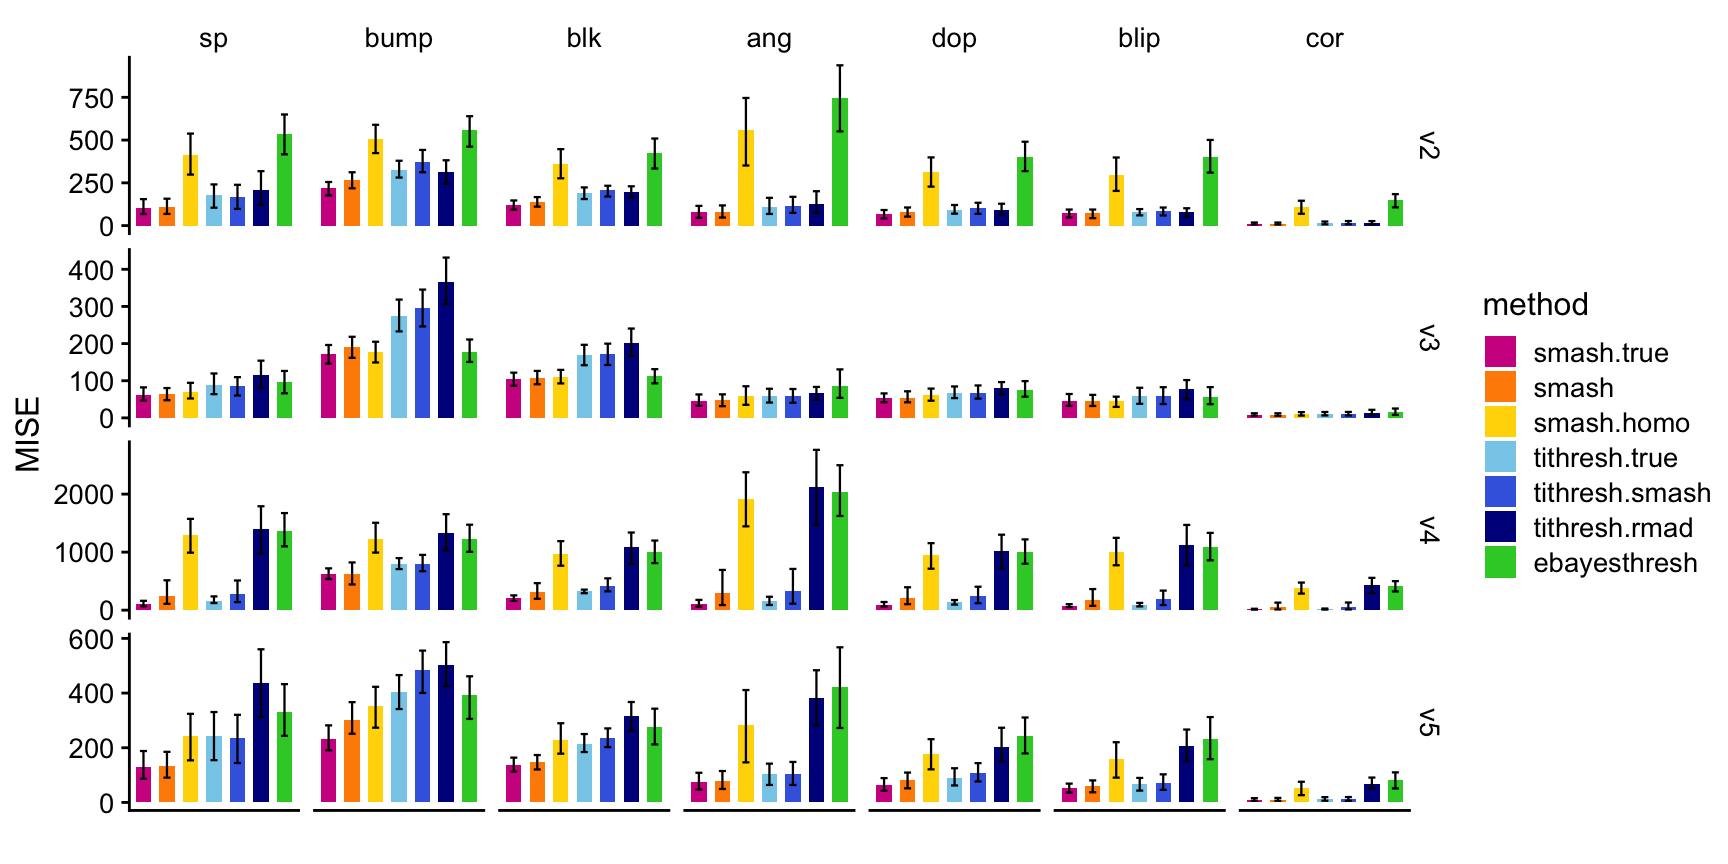 sp bump blk ang dop blip cor
750
500
250
0
v2
400
300
200
100
0
v3
2000
1000
0
v4
600
400
200
0
v5
MISE
method
smash.true
smash
smash.homo
tithresh.true
tithresh.smash
tithresh.rmad
ebayesthresh